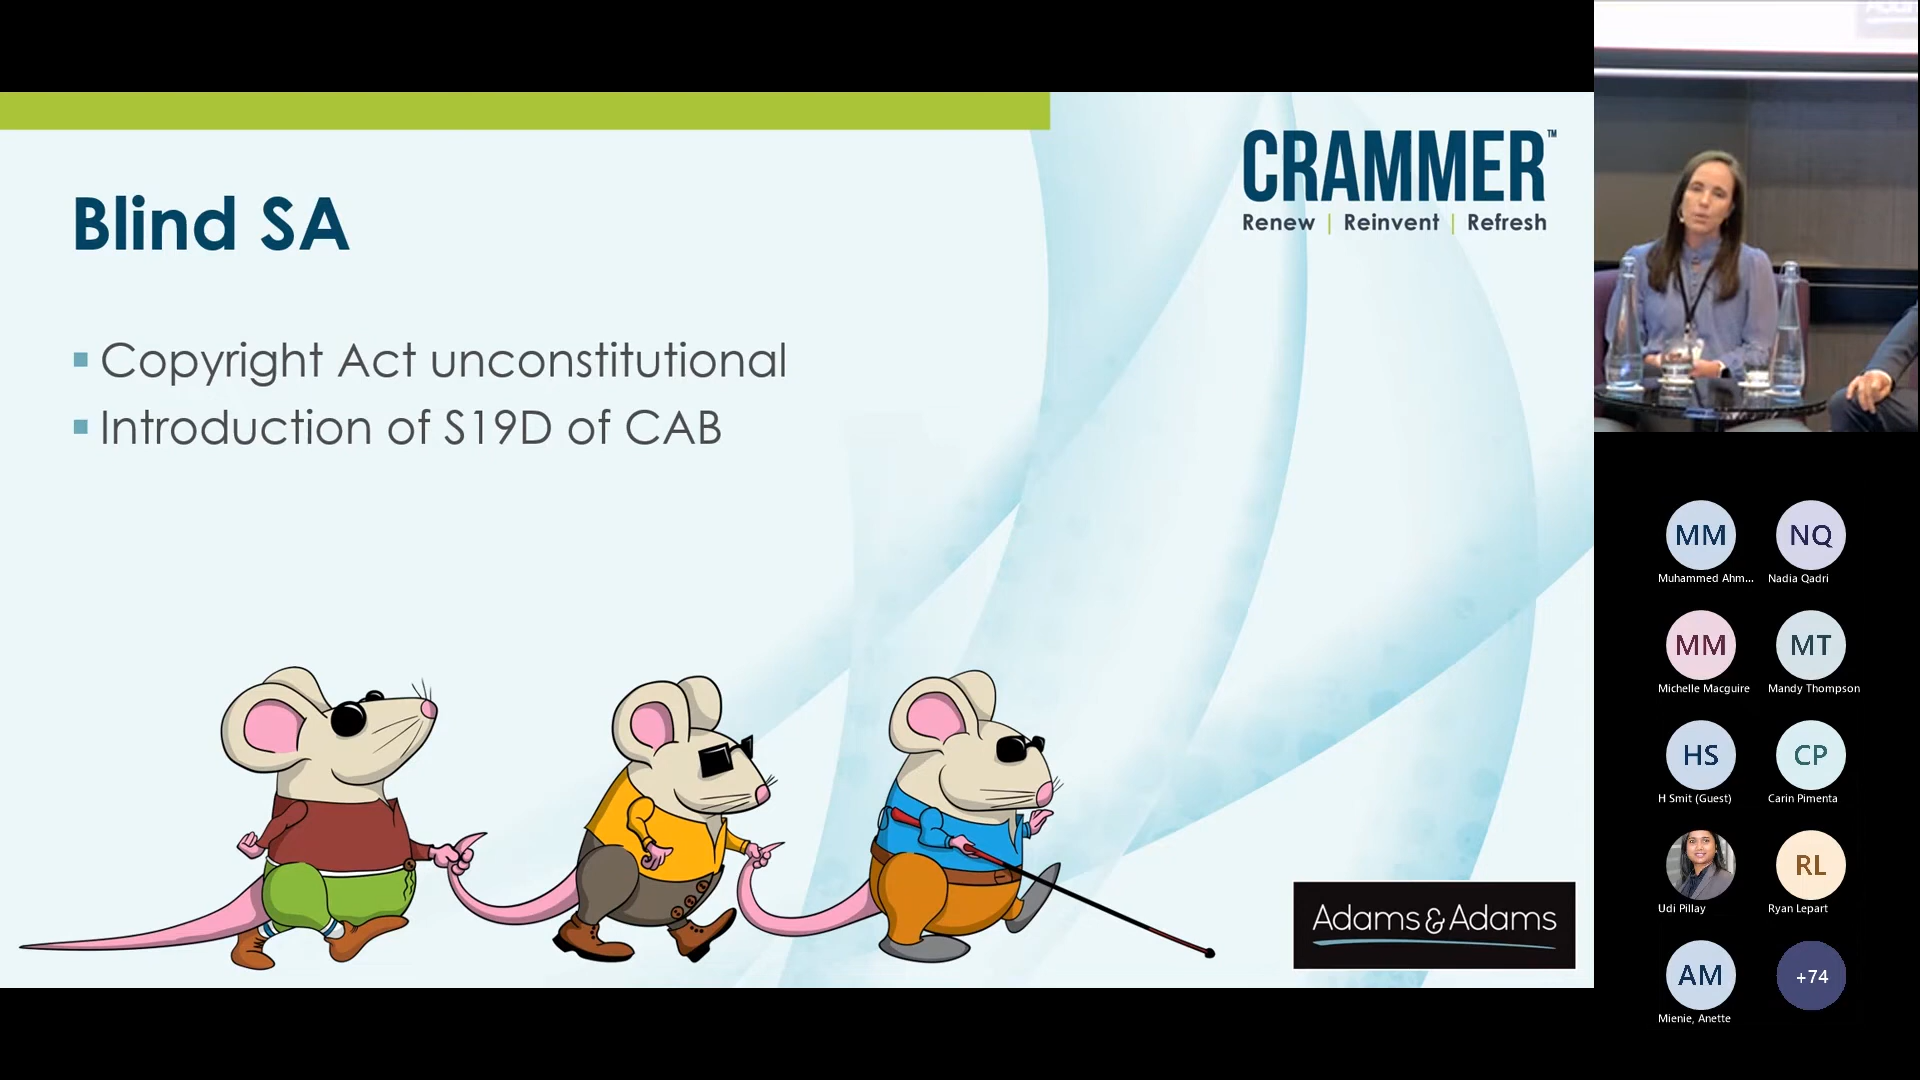 CRAMMER™
Renew | Reinvent | Refresh
Blind SA
Copyright Act unconstitutional
Introduction of S19D of CAB
Adams & Adams
MM
Muhammed Ahm...
NQ
Nadia Qadri
MM
Michelle Macguire
MT
Mandy Thompson
HS
H Smit (Guest)
CP
Carin Pimenta
Udi Pillay
RL
Ryan Lepart
AM
Mienie, Anette
+74